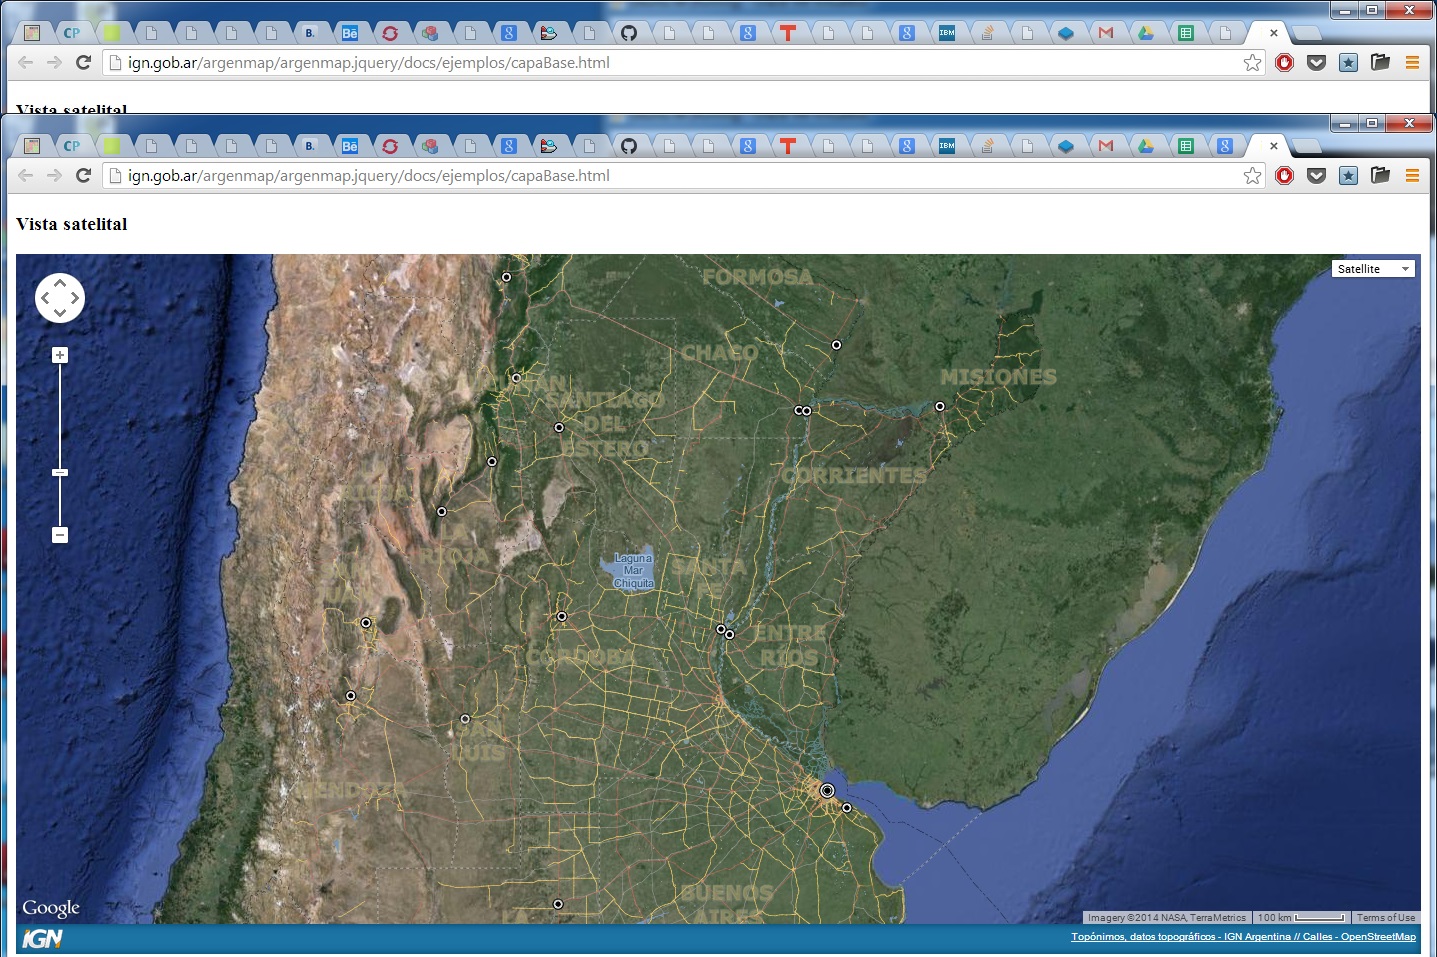 CP
B.
Bē
8
T
8
8
IBM
M
ign.gob.ar/argenmap/argenmap.jquery/docs/ejemplos/capaBase.html
Vista satelital
CP
B.
Bē
8
T
8
8
IBM
M
8
ign.gob.ar/argenmap/argenmap.jquery/docs/ejemplos/capaBase.html
Vista satelital
Satellite
FORMOSA
CHACO
MISIONES
SANTIAGO
DEL
ESTERO
CORRIENTES
LA
RIOJA
Laguna
Mar
Chiquita
SANTA
FE
SAN
JUAN
ENTRE
RÍOS
CÓRDOBA
SAN
LUIS
MENDOZA
BUENOS
AIRES
LA
Google
Imagery ©2014 NASA, TerraMetrics
100 km
Terms of Use
IGN
Topónimos, datos topográficos - IGN Argentina // Calles - OpenStreetMap